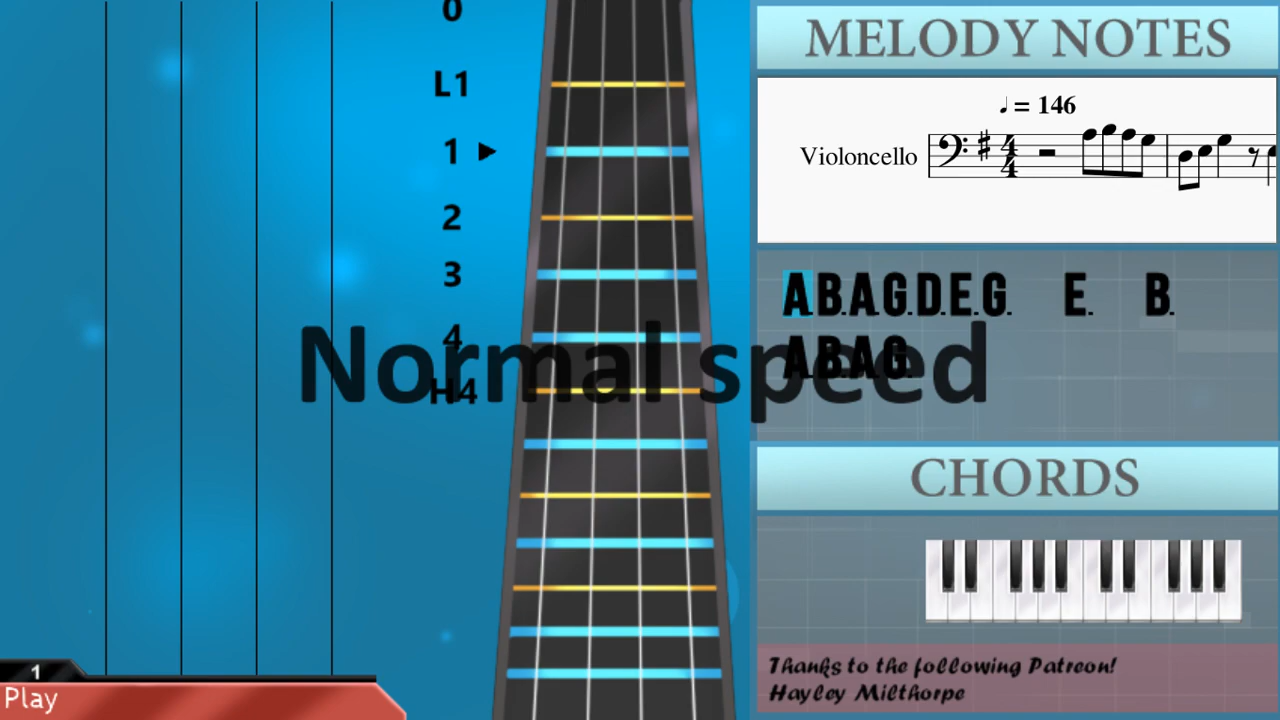 0
L1
1
2
3
4
H4
Normal speed
1
Play
MELODY NOTES
♩ = 146
Violoncello
A.B.A.G.D.E.G. E. B.
A.B.A.G.
CHORDS
Thanks to the following Patreon!
Hayley Milthorpe